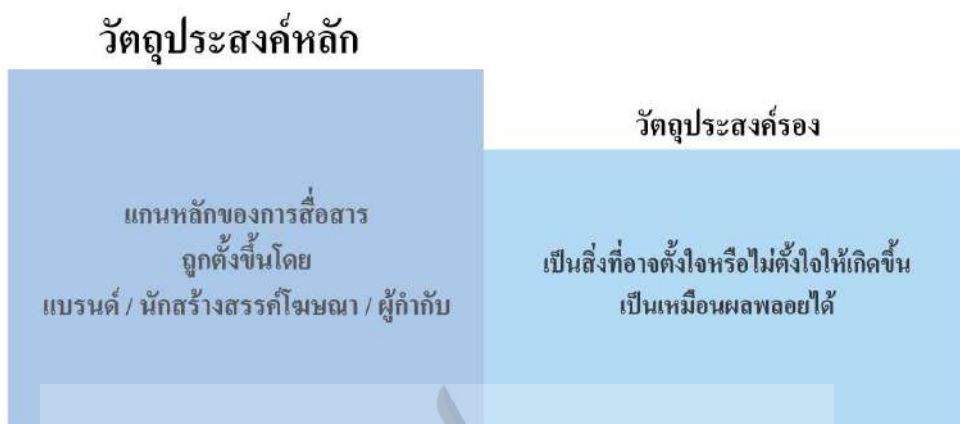 วัตถุประสงค์หลัก
แกนหลักของการสื่อสาร
ถูกตั้งขึ้นโดย
แบรนด์ / นักสร้างสรรค์โฆษณา / ผู้กำกับ
วัตถุประสงค์รอง
เป็นสิ่งที่อาจตั้งใจหรือไม่ตั้งใจให้เกิดขึ้น
เป็นเหมือนผลพลอยได้